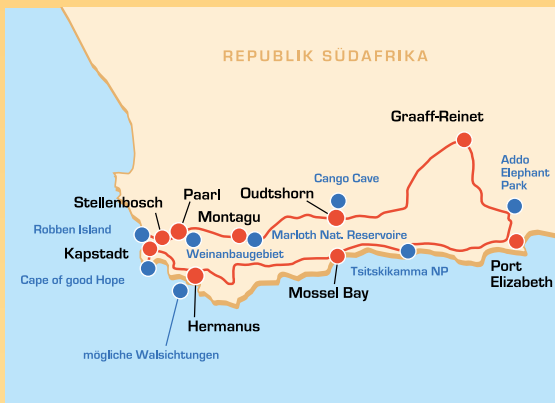 REPUBLIK SÜDAFRIKA
Graaff-Reinet
Addo
Elephant
Park
Cango Cave
Oudtshorn
Paarl
Stellenbosch
Montagu
Robben Island
Marloth Nat. Reservoire
Kapstadt
Weinanbaugebiet
Tsitskikamma NP
Port
Elizabeth
Cape of good Hope
Mossel Bay
Hermanus
mögliche Walsichtungen